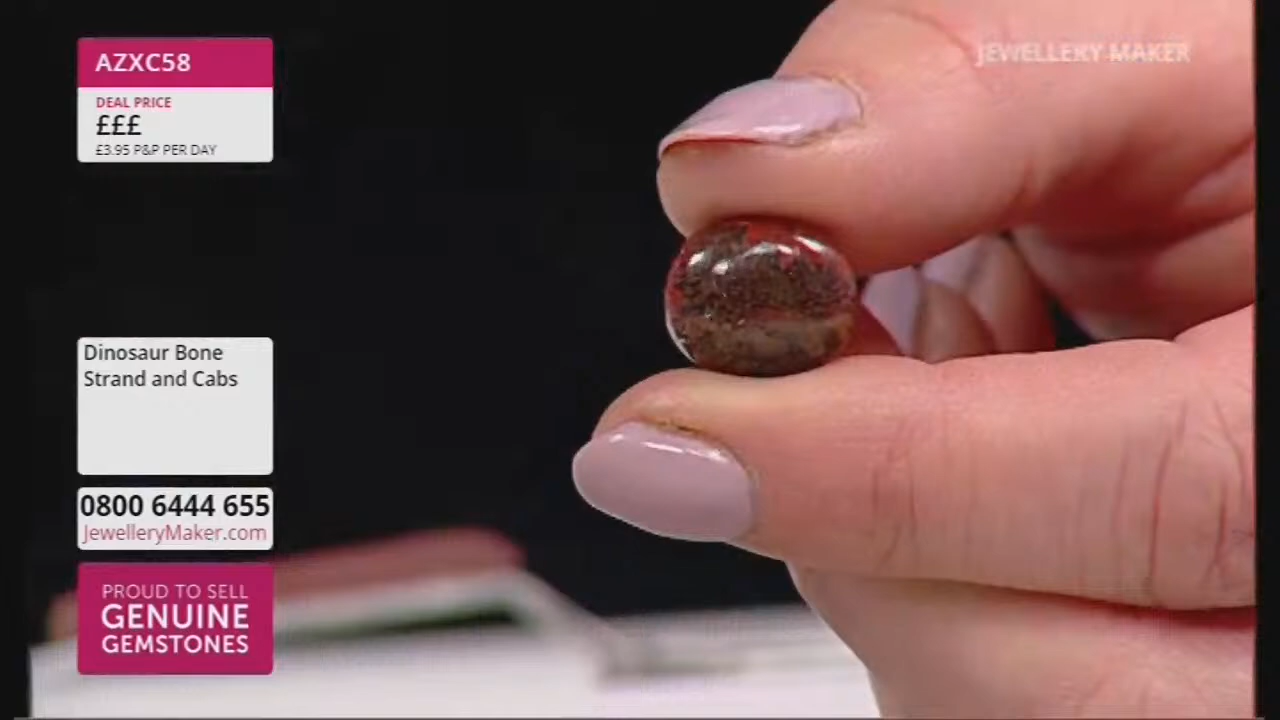 AZXC58
DEAL PRICE
£££
£3.95 P&P PER DAY
JEWELLERY MAKER
Dinosaur Bone
Strand and Cabs
0800 6444 655
JewelleryMaker.com
PROUD TO SELL
GENUINE
GEMSTONES